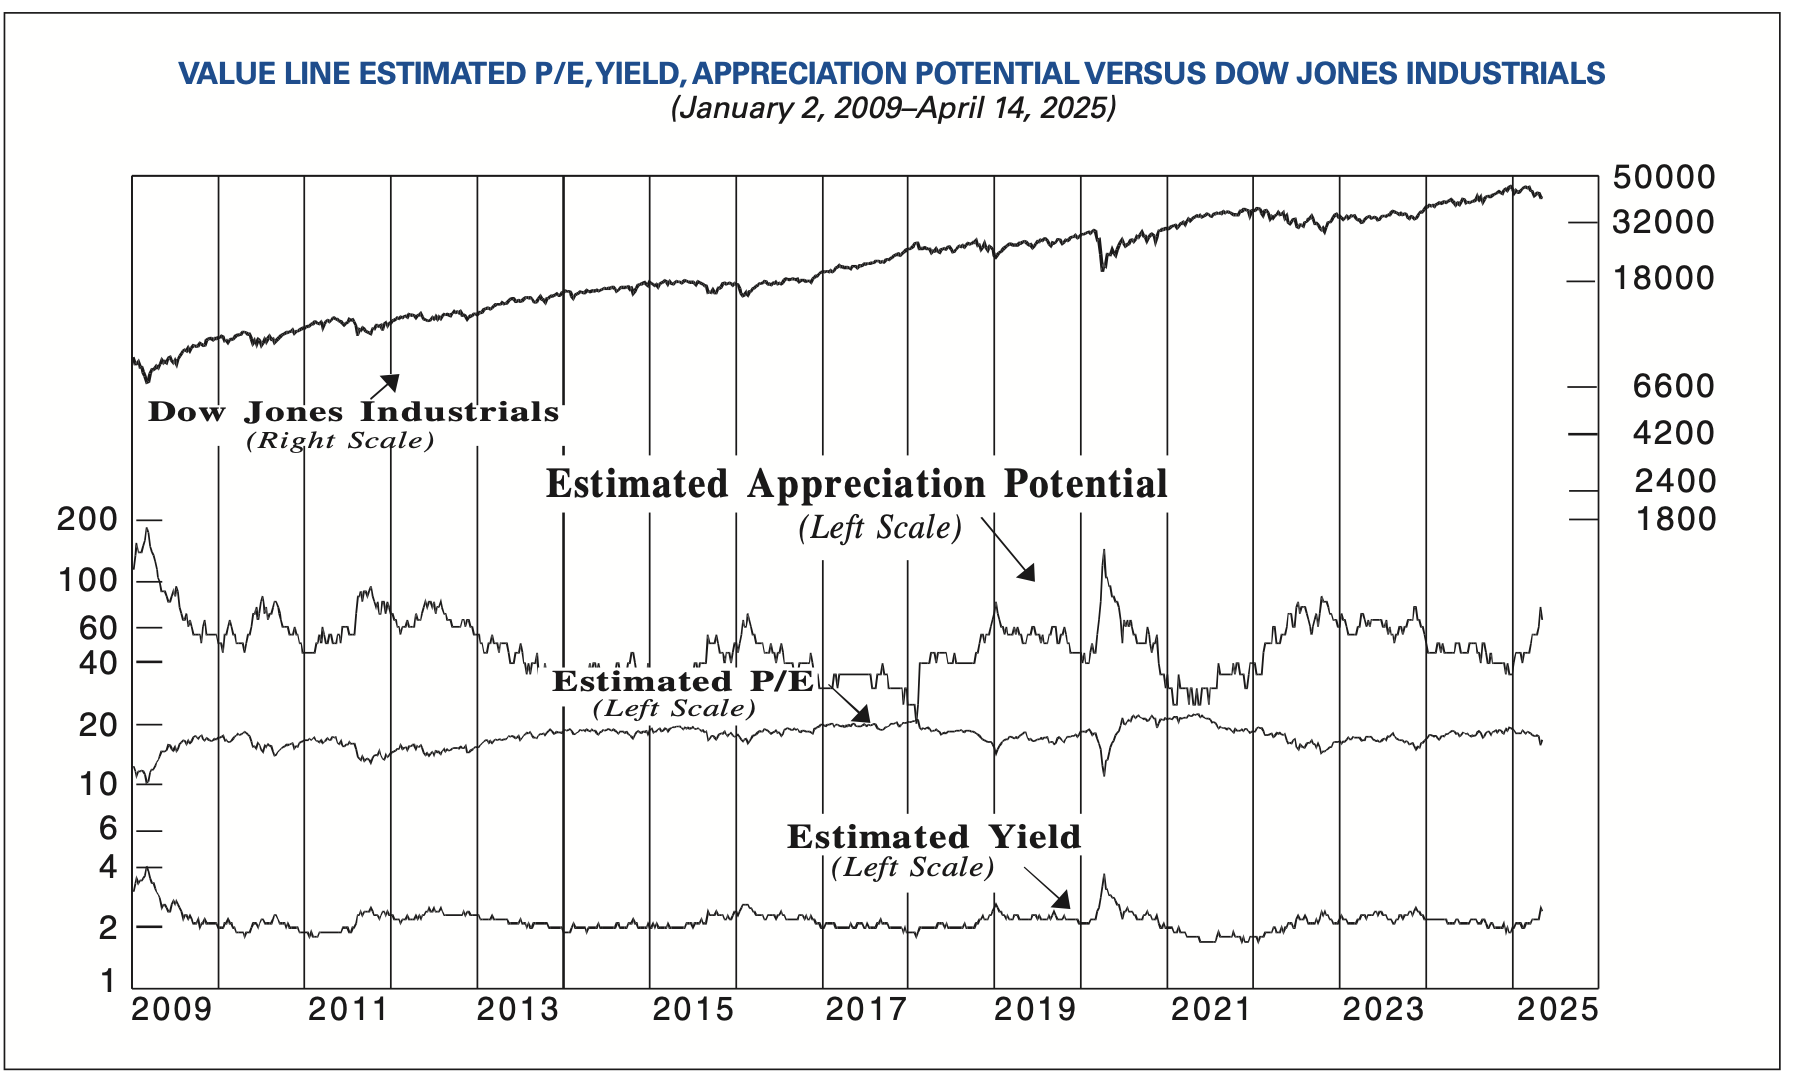 VALUE LINE ESTIMATED P/E, YIELD, APPRECIATION POTENTIAL VERSUS DOW JONES INDUSTRIALS
(January 2, 2009–April 14, 2025)
50000
32000
18000
Dow Jones Industrials
(Right Scale)
6600
4200
2400
1800
Estimated Appreciation Potential
(Left Scale)
200
100
60
40
Estimated P/E
(Left Scale)
20
10
6
Estimated Yield
(Left Scale)
4
2
1
2009 2011 2013 2015 2017 2019 2021 2023 2025